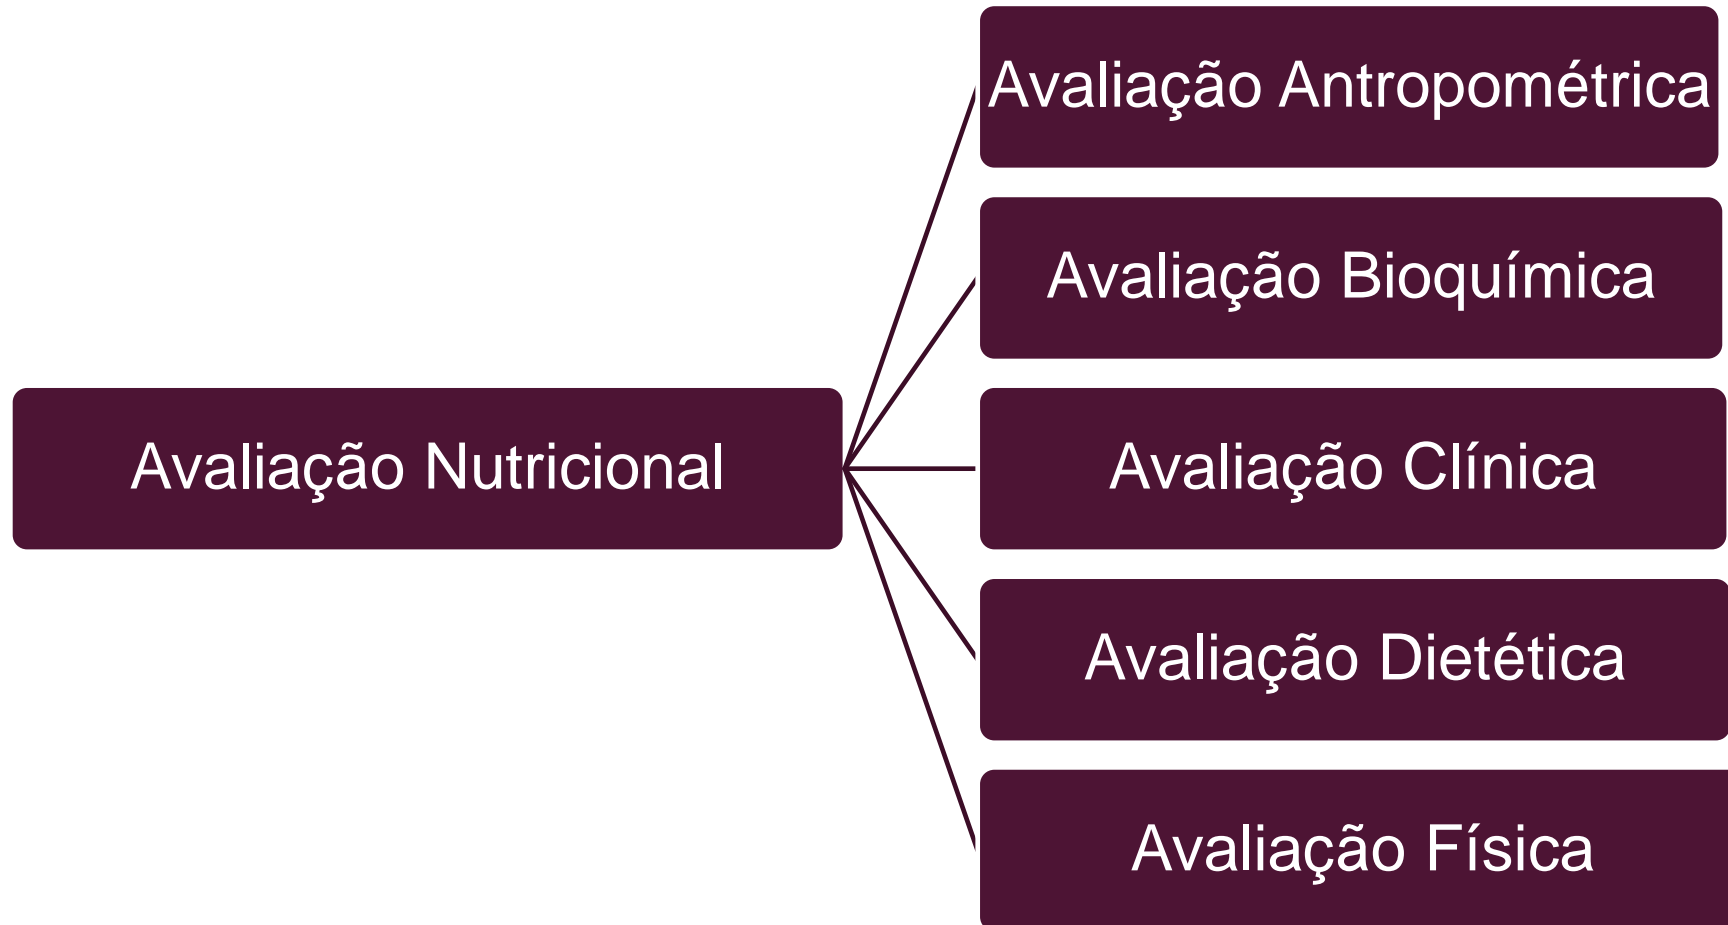 Avaliação Nutricional
Avaliação Antropométrica
Avaliação Bioquímica
Avaliação Clínica
Avaliação Dietética
Avaliação Física